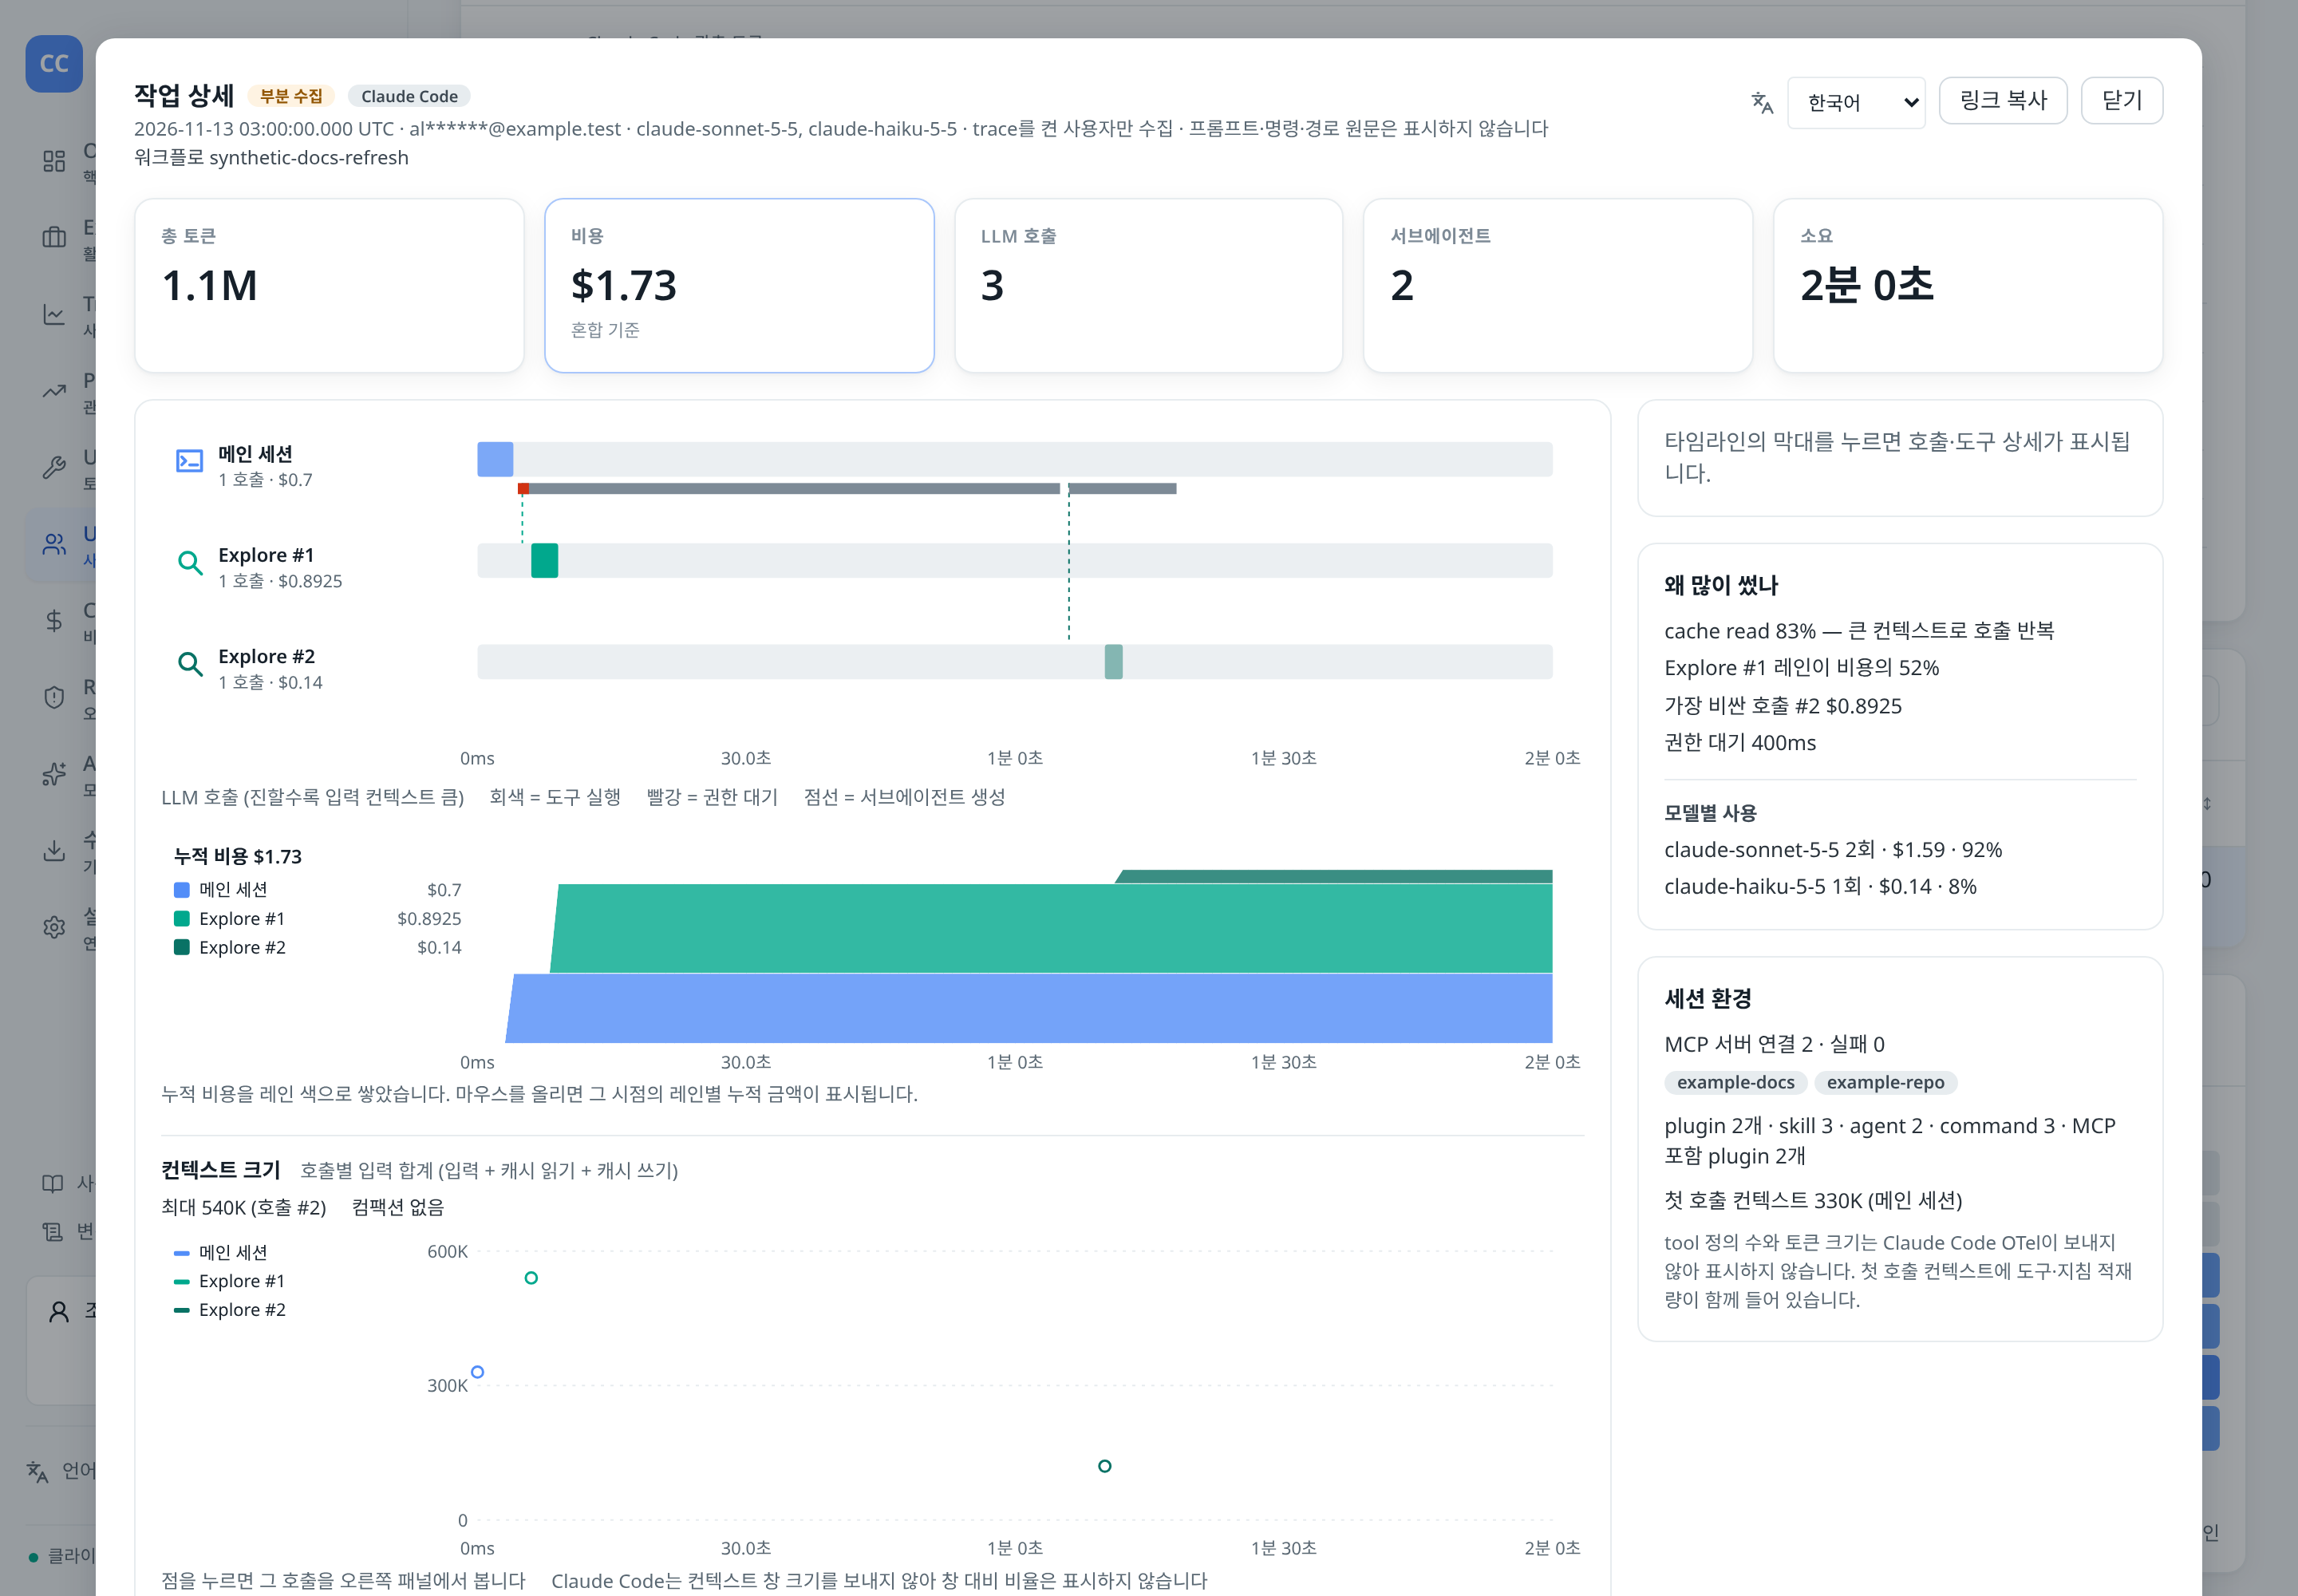 CC
작업 상세
부분 수집
Claude Code
한국어
링크 복사
닫기
2026-11-13 03:00:00.000 UTC · al******@example.test · claude-sonnet-5-5, claude-haiku-5-5 · trace를 켠 사용자만 수집 · 프롬프트·명령·경로 원문은 표시하지 않습니다
워크플로 synthetic-docs-refresh
총 토큰
1.1M
비용
$1.73
혼합 기준
LLM 호출
3
서브에이전트
2
소요
2분 0초
메인 세션
1 호출 · $0.7
Explore #1
1 호출 · $0.8925
Explore #2
1 호출 · $0.14
0ms 30.0초 1분 0초 1분 30초 2분 0초
LLM 호출 (진할수록 입력 컨텍스트 큼) 회색 = 도구 실행 빨강 = 권한 대기 점선 = 서브에이전트 생성
누적 비용 $1.73
메인 세션 $0.7
Explore #1 $0.8925
Explore #2 $0.14
0ms 30.0초 1분 0초 1분 30초 2분 0초
누적 비용을 레인 색으로 쌓았습니다. 마우스를 올리면 그 시점의 레인별 누적 금액이 표시됩니다.
컨텍스트 크기 호출별 입력 합계 (입력 + 캐시 읽기 + 캐시 쓰기)
최대 540K (호출 #2) 컴팩션 없음
메인 세션
Explore #1
Explore #2
600K
300K
0
0ms 30.0초 1분 0초 1분 30초 2분 0초
점을 누르면 그 호출을 오른쪽 패널에서 봅니다 Claude Code는 컨텍스트 창 크기를 보내지 않아 창 대비 비율은 표시하지 않습니다
타임라인의 막대를 누르면 호출·도구 상세가 표시됩
니다.
왜 많이 썼나
cache read 83% — 큰 컨텍스트로 호출 반복
Explore #1 레인이 비용의 52%
가장 비싼 호출 #2 $0.8925
권한 대기 400ms
모델별 사용
claude-sonnet-5-5 2회 · $1.59 · 92%
claude-haiku-5-5 1회 · $0.14 · 8%
세션 환경
MCP 서버 연결 2 · 실패 0
example-docs example-repo
plugin 2개 · skill 3 · agent 2 · command 3 · MCP
포함 plugin 2개
첫 호출 컨텍스트 330K (메인 세션)
tool 정의 수와 토큰 크기는 Claude Code OTel이 보내지
않아 표시하지 않습니다. 첫 호출 컨텍스트에 도구·지침 적재
량이 함께 들어 있습니다.
언어
클라이